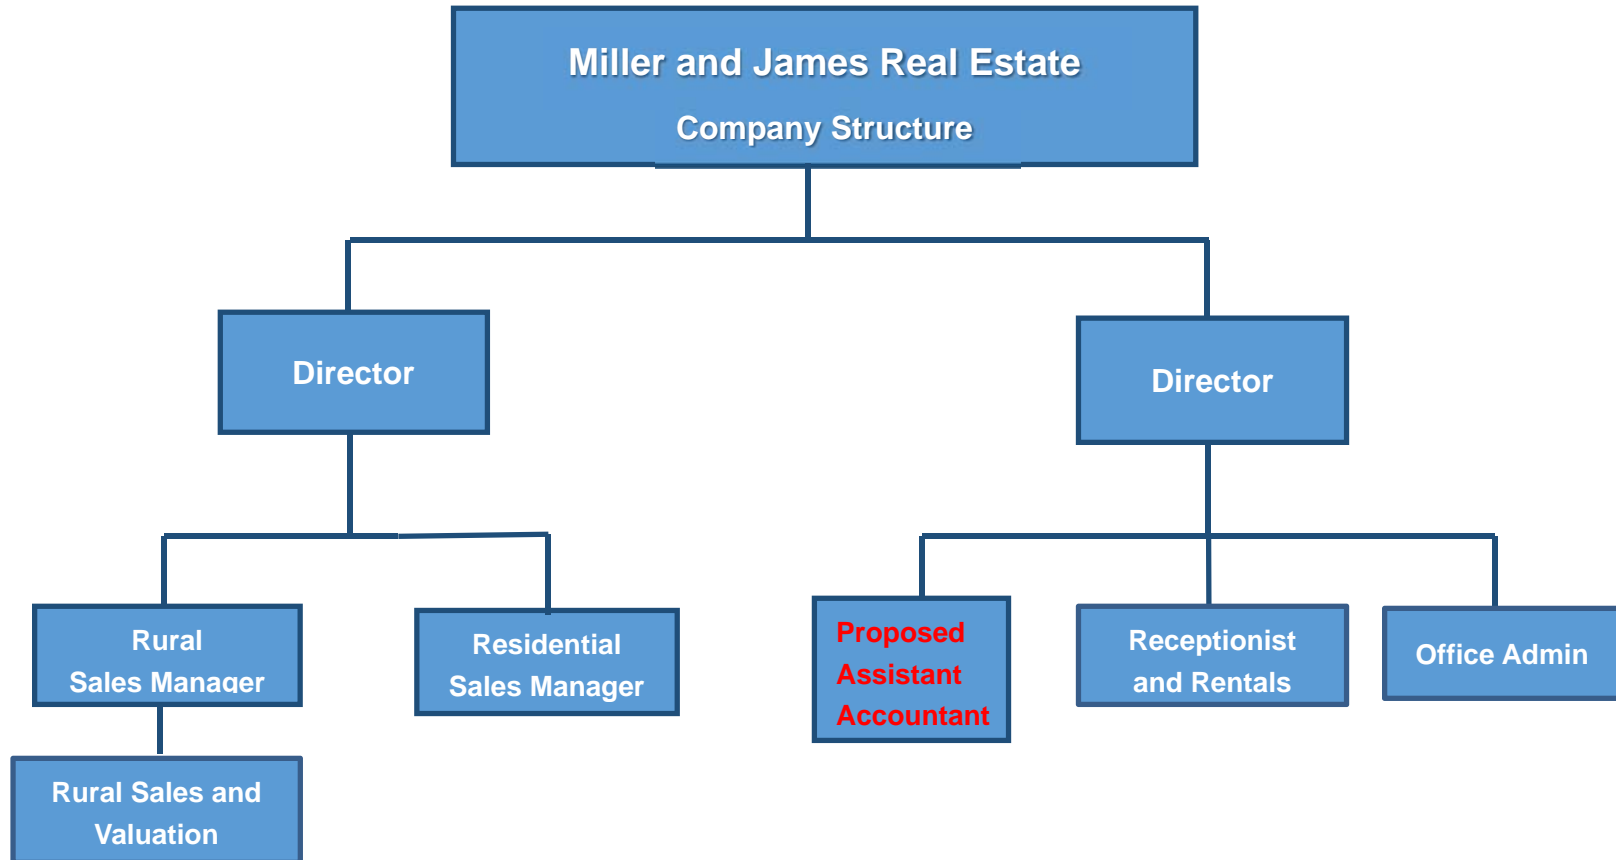 Miller and James Real Estate
Company Structure
Director
Director
Rural
Sales Manager
Residential
Sales Manager
Proposed
Assistant
Accountant
Receptionist
and Rentals
Office Admin
Rural Sales and
Valuation